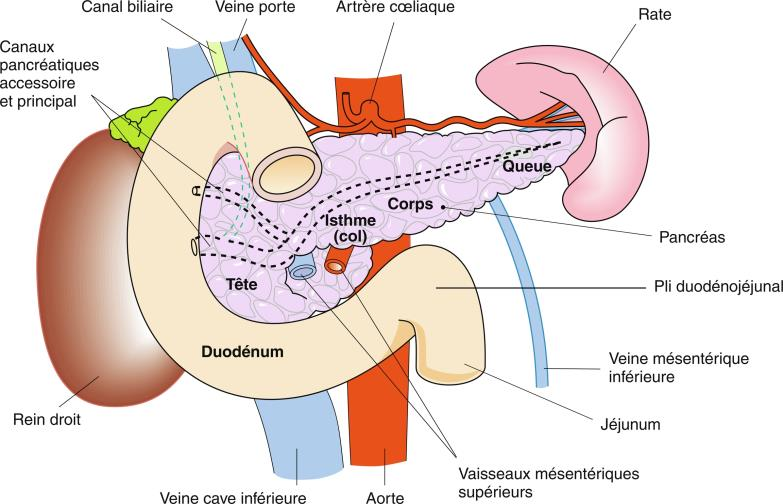 Canal biliaire
Veine porte
Artrère cœliaque
Rate
Canaux
pancréatiques
accessoire
et principal
Queue
Corps
Isthme
(col)
Pancréas
Tête
Pli duodénojéjunal
Duodénum
Veine mésentérique
inférieure
Rein droit
Jéjunum
Vaisseaux mésentériques
supérieurs
Veine cave inférieure
Aorte